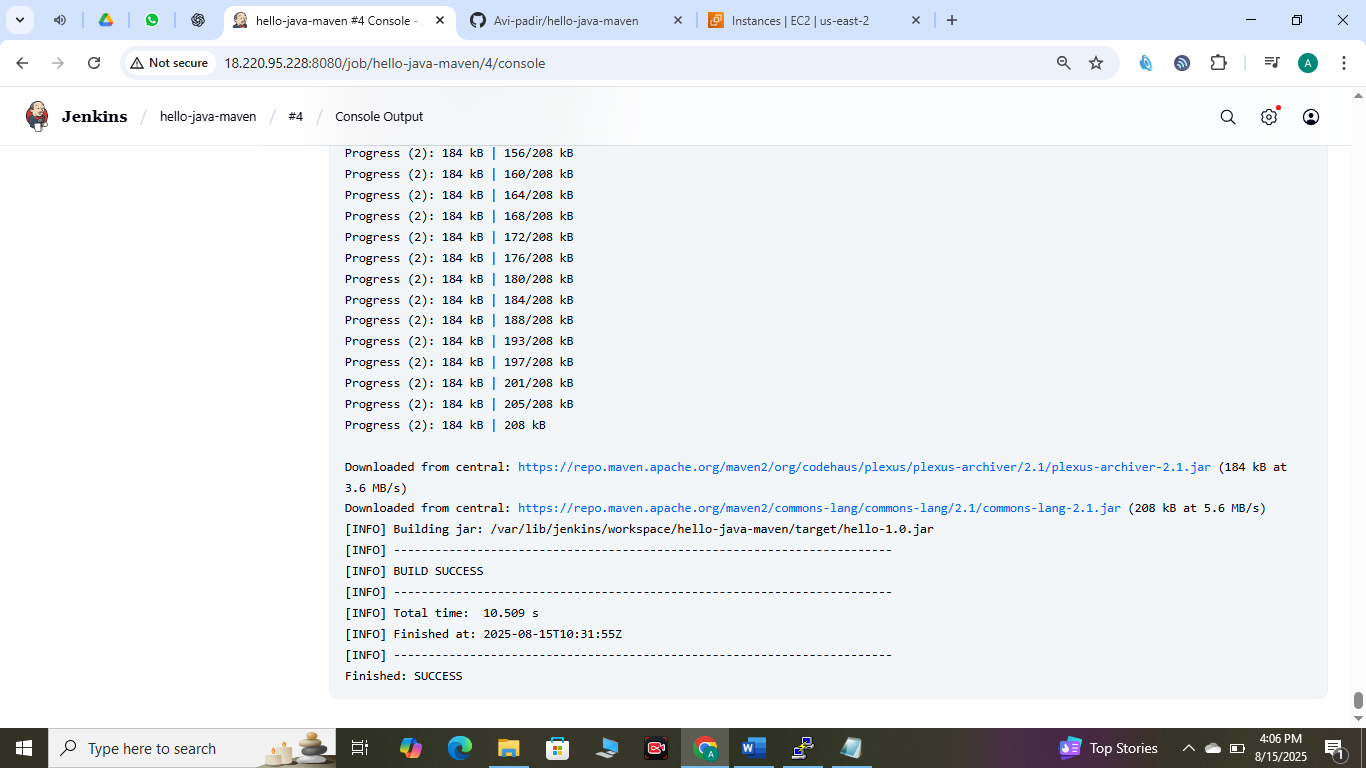 hello-java-maven #4 Console -
Avi-padir/hello-java-maven
Instances | EC2 | us-east-2
Not secure
18.220.95.228:8080/job/hello-java-maven/4/console
A
Jenkins / hello-java-maven / #4 / Console Output
Progress (2): 184 kB | 156/208 kB
Progress (2): 184 kB | 160/208 kB
Progress (2): 184 kB | 164/208 kB
Progress (2): 184 kB | 168/208 kB
Progress (2): 184 kB | 172/208 kB
Progress (2): 184 kB | 176/208 kB
Progress (2): 184 kB | 180/208 kB
Progress (2): 184 kB | 184/208 kB
Progress (2): 184 kB | 188/208 kB
Progress (2): 184 kB | 193/208 kB
Progress (2): 184 kB | 197/208 kB
Progress (2): 184 kB | 201/208 kB
Progress (2): 184 kB | 205/208 kB
Progress (2): 184 kB | 208 kB
Downloaded from central: https://repo.maven.apache.org/maven2/org/codehaus/plexus/plexus-archiver/2.1/plexus-archiver-2.1.jar (184 kB at
3.6 MB/s)
Downloaded from central: https://repo.maven.apache.org/maven2/commons-lang/commons-lang/2.1/commons-lang-2.1.jar (208 kB at 5.6 MB/s)
[INFO] Building jar: /var/lib/jenkins/workspace/hello-java-maven/target/hello-1.0.jar
[INFO] ------------------------------------------------------------------------
[INFO] BUILD SUCCESS
[INFO] ------------------------------------------------------------------------
[INFO] Total time:  10.509 s
[INFO] Finished at: 2025-08-15T10:31:55Z
[INFO] ------------------------------------------------------------------------
Finished: SUCCESS
Type here to search
Top Stories
4:06 PM
8/15/2025
1